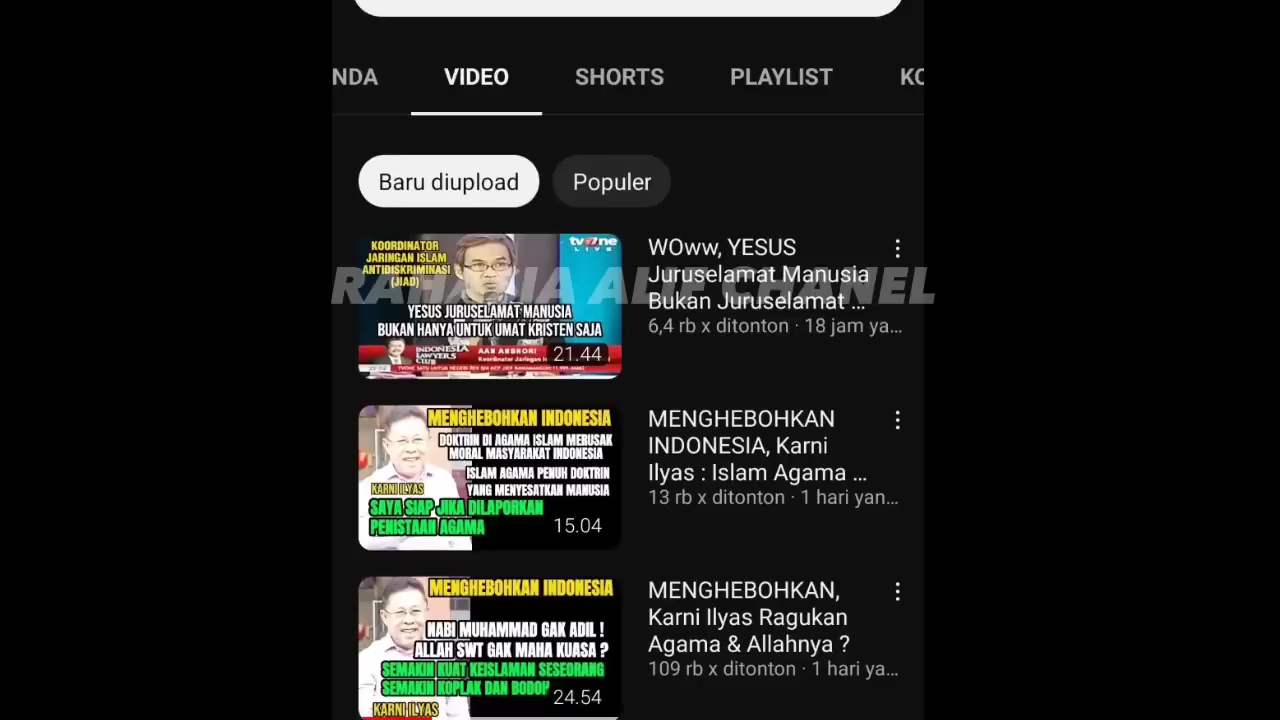 NDA VIDEO SHORTS PLAYLIST KO
Baru diupload Populer
KOORDINATOR
JARINGAN ISLAM
ANTIDISKRIMINASI
(JIAD)
tvOne
LIVE
YESUS JURUSELAMAT MANUSIA
BUKAN HANYA UNTUK UMAT KRISTEN SAJA
INDONESIA
LAWYERS
CLUB
AAN ANSHORI
Koordinator Jaringan
21.44
WOww, YESUS
Juruselamat Manusia
Bukan Juruselamat ...
6,4 rb x ditonton · 18 jam ya...
RAHASIA ALIF CHANEL
MENGHEBOHKAN INDONESIA
DOKTRIN DI AGAMA ISLAM MERUSAK
MORAL MASYARAKAT INDONESIA
ISLAM AGAMA PENUH DOKTRIN
YANG MENYESATKAN MANUSIA
KARNI ILYAS
SAYA SIAP JIKA DILAPORKAN
PENISTAAN AGAMA
15.04
MENGHEBOHKAN
INDONESIA, Karni
Ilyas : Islam Agama ...
13 rb x ditonton · 1 hari yan...
MENGHEBOHKAN INDONESIA
NABI MUHAMMAD GAK ADIL !
ALLAH SWT GAK MAHA KUASA ?
SEMAKIN KUAT KEISLAMAN SESEORANG
SEMAKIN KOPLAK DAN BODOH
KARNI ILYAS
24.54
MENGHEBOHKAN,
Karni Ilyas Ragukan
Agama & Allahnya ?
109 rb x ditonton · 1 hari ya...